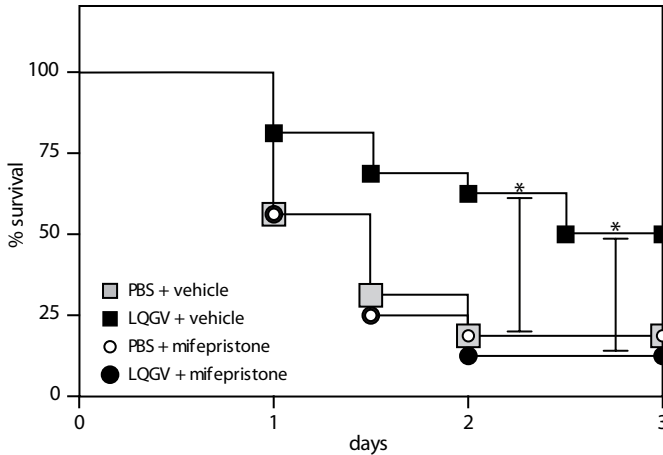 100
75
50
25
0
% survival
*
*
PBS + vehicle
LQGV + vehicle
PBS + mifepristone
LQGV + mifepristone
0
1
2
3
days